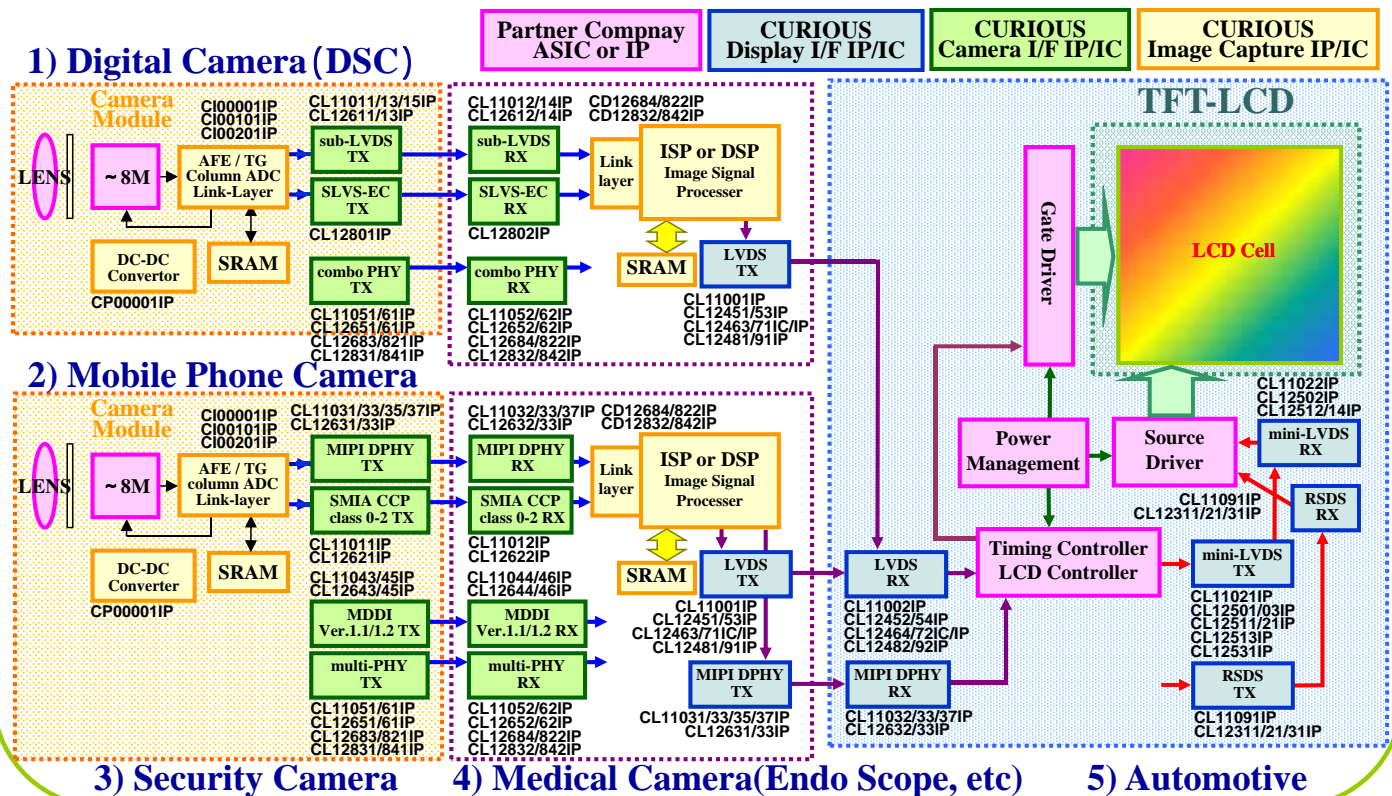 Partner Compnay
ASIC or IP
CURIOUS
Display I/F IP/IC
CURIOUS
Camera I/F IP/IC
CURIOUS
Image Capture IP/IC
1) Digital Camera(DSC)
Camera
Module
CI00001IP
CI00101IP
CI00201IP
CL11011/13/15IP
CL12611/13IP
CL11012/14IP
CL12612/14IP
CD12684/822IP
CD12832/842IP
LENS
~8M
AFE / TG
Column ADC
Link-Layer
sub-LVDS
TX
SLVS-EC
TX
CL12801IP
sub-LVDS
RX
SLVS-EC
RX
CL12802IP
Link
layer
ISP or DSP
Image Signal
Processer
DC-DC
Convertor
CP00001IP
SRAM
combo PHY
TX
CL11051/61IP
CL12651/61IP
CL12683/821IP
CL12831/841IP
combo PHY
RX
CL11052/62IP
CL12652/62IP
CL12684/822IP
CL12832/842IP
SRAM
LVDS
TX
CL11001IP
CL12451/53IP
CL12463/71IC/IP
CL12481/91IP
TFT-LCD
Gate Driver
LCD Cell
2) Mobile Phone Camera
Camera
Module
CI00001IP
CI00101IP
CI00201IP
CL11031/33/35/37IP
CL12631/33IP
CL11032/33/37IP
CL12632/33IP
CD12684/822IP
CD12832/842IP
LENS
~8M
AFE / TG
column ADC
Link-layer
MIPI DPHY
TX
SMIA CCP
class 0-2 TX
CL11011IP
CL12621IP
MIPI DPHY
RX
SMIA CCP
class 0-2 RX
CL11012IP
CL12622IP
Link
layer
ISP or DSP
Image Signal
Processer
DC-DC
Converter
CP00001IP
SRAM
CL11043/45IP
CL12643/45IP
MDDI
Ver.1.1/1.2 TX
multi-PHY
TX
CL11051/61IP
CL12651/61IP
CL12683/821IP
CL12831/841IP
CL11044/46IP
CL12644/46IP
MDDI
Ver.1.1/1.2 RX
multi-PHY
RX
CL11052/62IP
CL12652/62IP
CL12684/822IP
CL12832/842IP
SRAM
LVDS
TX
CL11001IP
CL12451/53IP
CL12463/71IC/IP
CL12481/91IP
MIPI DPHY
TX
CL11031/33/35/37IP
CL12631/33IP
LVDS
RX
CL11002IP
CL12452/54IP
CL12464/72IC/IP
CL12482/92IP
MIPI DPHY
RX
CL11032/33/37IP
CL12632/33IP
Power
Management
Source
Driver
CL11022IP
CL12502IP
CL12512/14IP
mini-LVDS
RX
CL11091IP
CL12311/21/31IP
RSDS
RX
Timing Controller
LCD Controller
mini-LVDS
TX
CL11021IP
CL12501/03IP
CL12511/21IP
CL12513IP
CL12531IP
RSDS
TX
CL11091IP
CL12311/21/31IP
3) Security Camera
4) Medical Camera(Endo Scope, etc)
5) Automotive